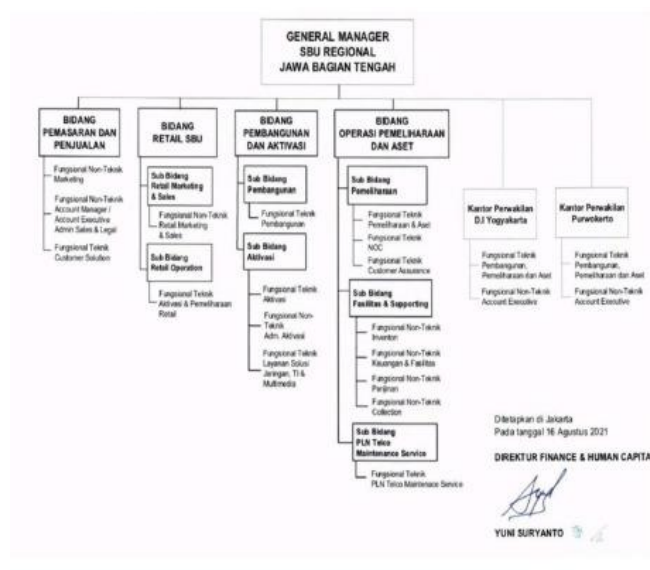 GENERAL MANAGER
SBU REGIONAL
JAWA BAGIAN TENGAH
BIDANG
PEMASARAN DAN
PENJUALAN
Fungsional Non-Teknik
Marketing
Fungsional Non-Teknik
Account Manager /
Account Executive
Admin Sales & Legal
Fungsional Teknik
Customer Solution
BIDANG
RETAIL SBU
Sub Bidang
Retail Marketing
& Sales
Fungsional Non-Teknik
Retail Marketing
& Sales
Sub Bidang
Retail Operation
Fungsional Teknik
Aktivasi & Pemeliharaan
Retail
BIDANG
PEMBANGUNAN
DAN AKTIVASI
Sub Bidang
Pembangunan
Fungsional Teknik
Pembangunan
Sub Bidang
Aktivasi
Fungsional Teknik
Aktivasi
Fungsional Non-
Teknik
Adm. Aktivasi
Fungsional Teknik
Layanan Solusi
Jaringan, TI &
Multimedia
BIDANG
OPERASI PEMELIHARAAN
DAN ASET
Sub Bidang
Pemeliharaan
Fungsional Teknik
Pemeliharaan & Aset
Fungsional Teknik
NOC
Fungsional Teknik
Customer Assurance
Sub Bidang
Fasilitas & Supporting
Fungsional Non-Teknik
Inventori
Fungsional Non-Teknik
Keuangan & Fasilitas
Fungsional Non-Teknik
Perijinan
Fungsional Non-Teknik
Collection
Sub Bidang
PLN Telco
Maintenance Service
Fungsional Teknik
PLN Telco Maintenace Service
Kantor Perwakilan
D.I Yogyakarta
Fungsional Teknik
Pembangunan,
Pemeliharaan dan Aset
Fungsional Non-Teknik
Account Executive
Kantor Perwakilan
Purwokerto
Fungsional Teknik
Pembangunan,
Pemeliharaan dan Aset
Fungsional Non-Teknik
Account Executive
Ditetapkan di Jakarta
Pada tanggal 16 Agustus 2021
DIREKTUR FINANCE & HUMAN CAPITA
YUNI SURYANTO